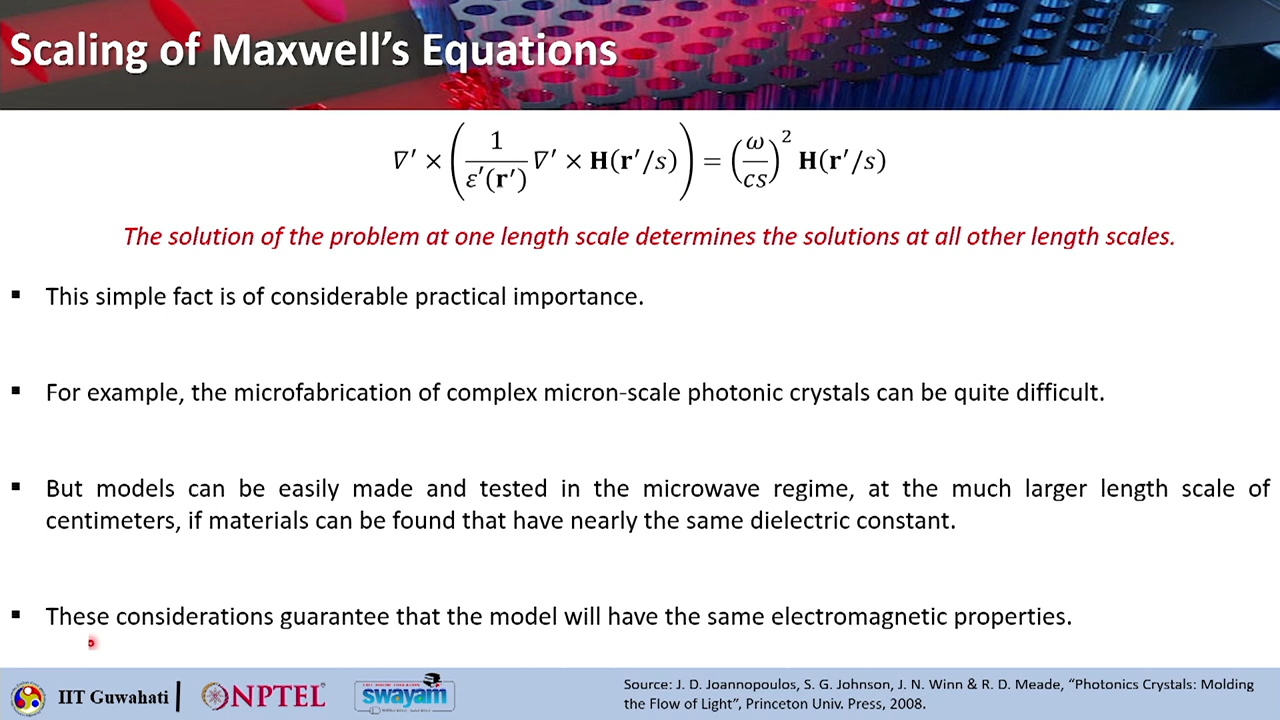 Scaling of Maxwell's Equations
∇′ × (1/ε′(r′) ∇′ × H(r′/s)) = (ω/cs)² H(r′/s)
The solution of the problem at one length scale determines the solutions at all other length scales.
▪ This simple fact is of considerable practical importance.
▪ For example, the microfabrication of complex micron-scale photonic crystals can be quite difficult.
▪ But models can be easily made and tested in the microwave regime, at the much larger length scale of
centimeters, if materials can be found that have nearly the same dielectric constant.
▪ These considerations guarantee that the model will have the same electromagnetic properties.
IIT Guwahati
NPTEL
swayam
Source: J. D. Joannopoulos, S. G. Johnson, J. N. Winn & R. D. Meade, "Photonics Crystals: Molding
the Flow of Light", Princeton Univ. Press, 2008.